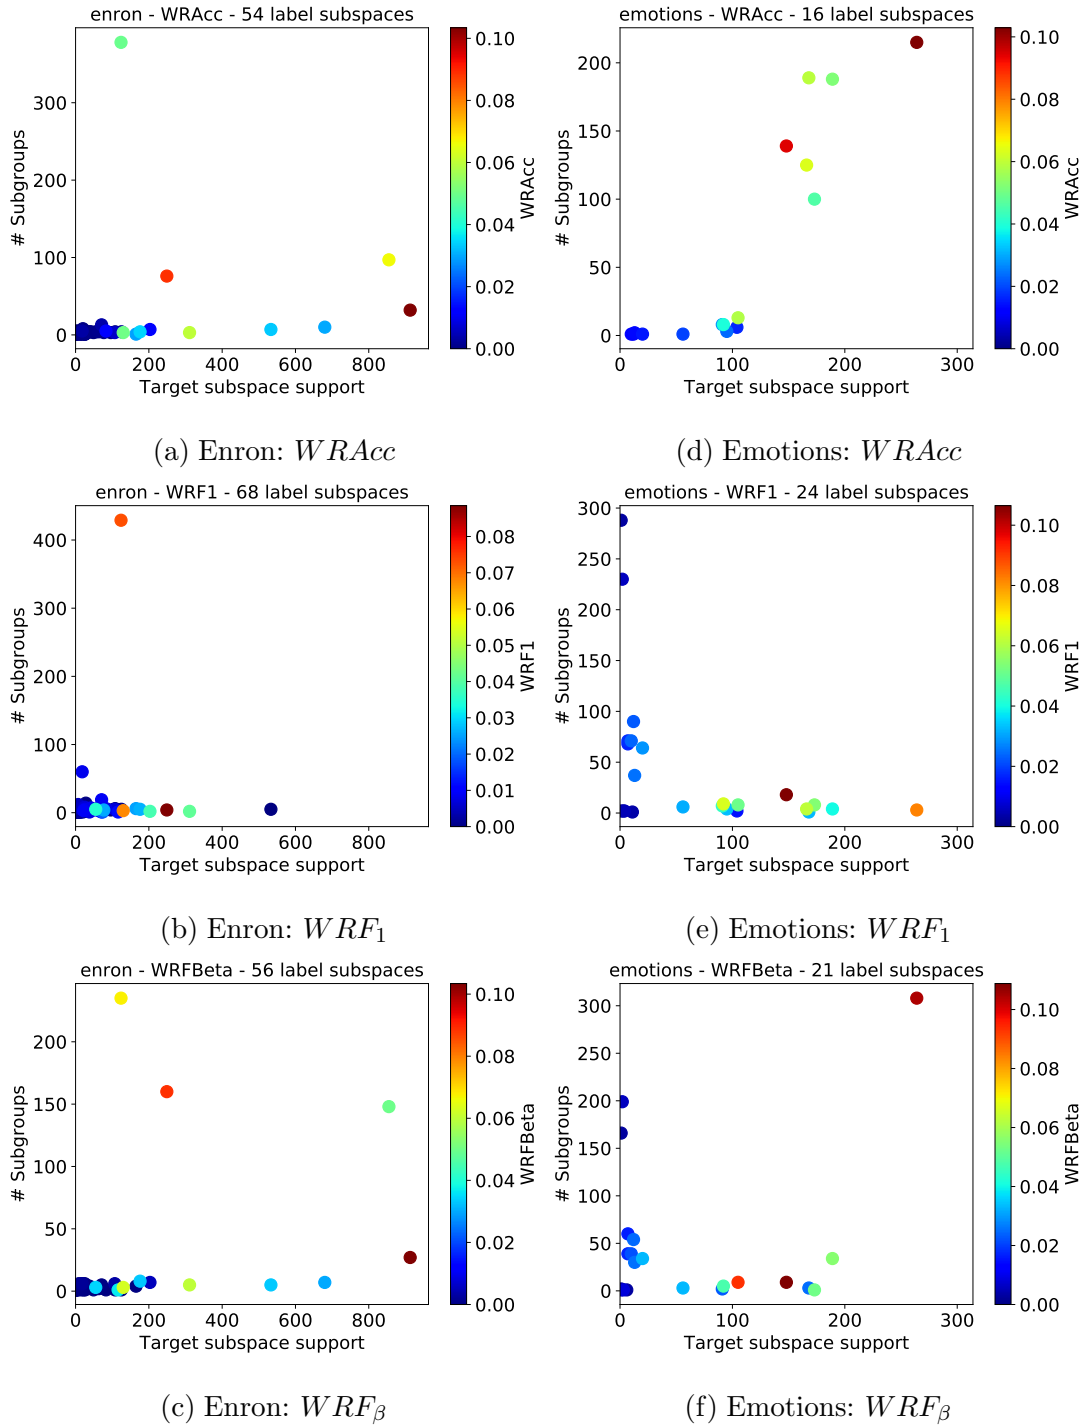 enron - WRAcc - 54 label subspaces
# Subgroups
300
200
100
0
0 200 400 600 800
Target subspace support
0.10
0.08
0.06
0.04
0.02
0.00
WRAcc
(a) Enron: WRAcc
emotions - WRAcc - 16 label subspaces
# Subgroups
200
150
100
50
0
0 100 200 300
Target subspace support
0.10
0.08
0.06
0.04
0.02
0.00
WRAcc
(d) Emotions: WRAcc
enron - WRF1 - 68 label subspaces
# Subgroups
400
300
200
100
0
0 200 400 600 800
Target subspace support
0.08
0.07
0.06
0.05
0.04
0.03
0.02
0.01
0.00
WRF1
(b) Enron: WRF₁
emotions - WRF1 - 24 label subspaces
# Subgroups
300
250
200
150
100
50
0
0 100 200 300
Target subspace support
0.10
0.08
0.06
0.04
0.02
0.00
WRF1
(e) Emotions: WRF₁
enron - WRFBeta - 56 label subspaces
# Subgroups
200
150
100
50
0
0 200 400 600 800
Target subspace support
0.10
0.08
0.06
0.04
0.02
0.00
WRFBeta
(c) Enron: WRFᵦ
emotions - WRFBeta - 21 label subspaces
# Subgroups
300
250
200
150
100
50
0
0 100 200 300
Target subspace support
0.10
0.08
0.06
0.04
0.02
0.00
WRFBeta
(f) Emotions: WRFᵦ